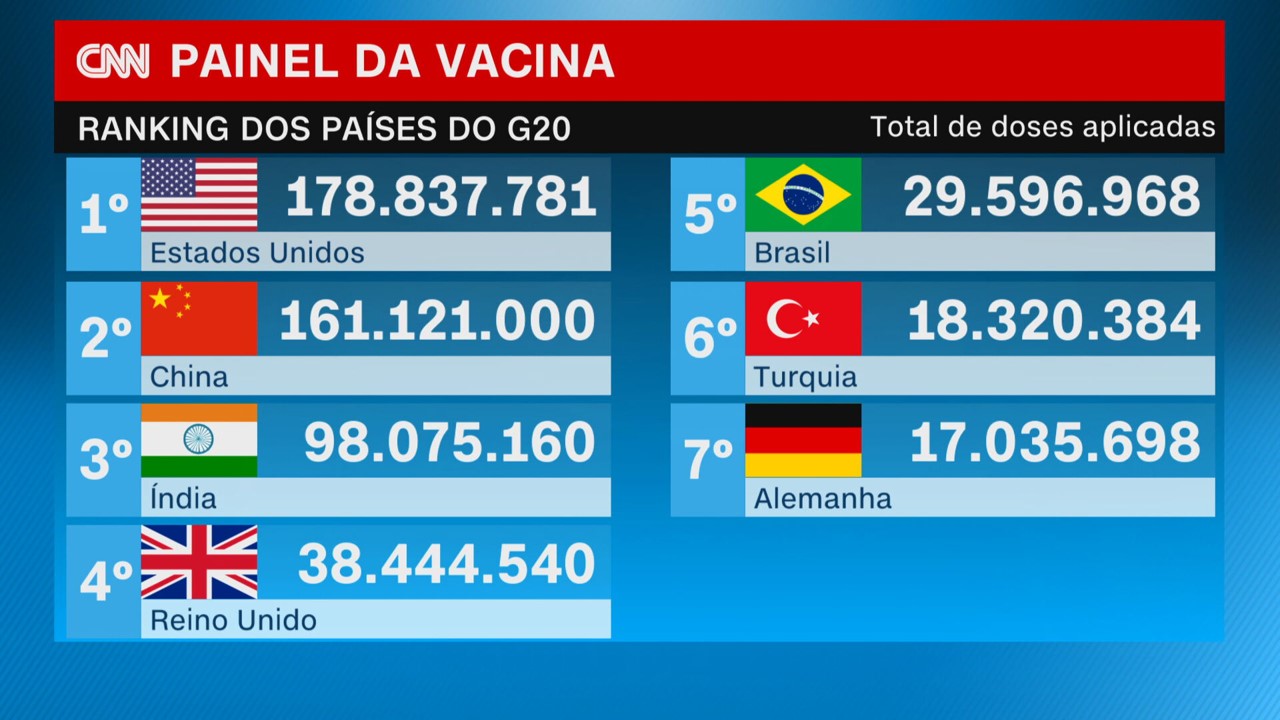 CNN PAINEL DA VACINA
RANKING DOS PAÍSES DO G20
Total de doses aplicadas
1º 178.837.781
Estados Unidos
2º 161.121.000
China
3º 98.075.160
Índia
4º 38.444.540
Reino Unido
5º 29.596.968
Brasil
6º 18.320.384
Turquia
7º 17.035.698
Alemanha